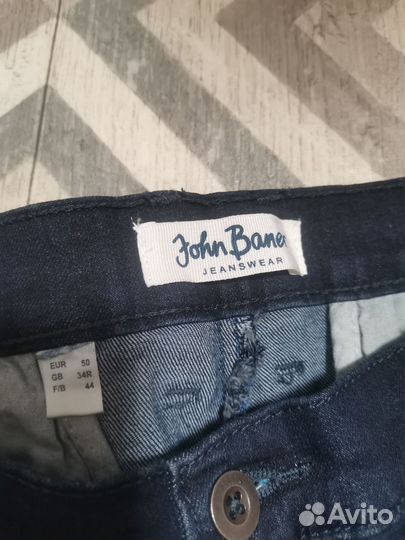 John Baner
JEANSWEAR
EUR 50
GB 34R
F/B 44
Avito